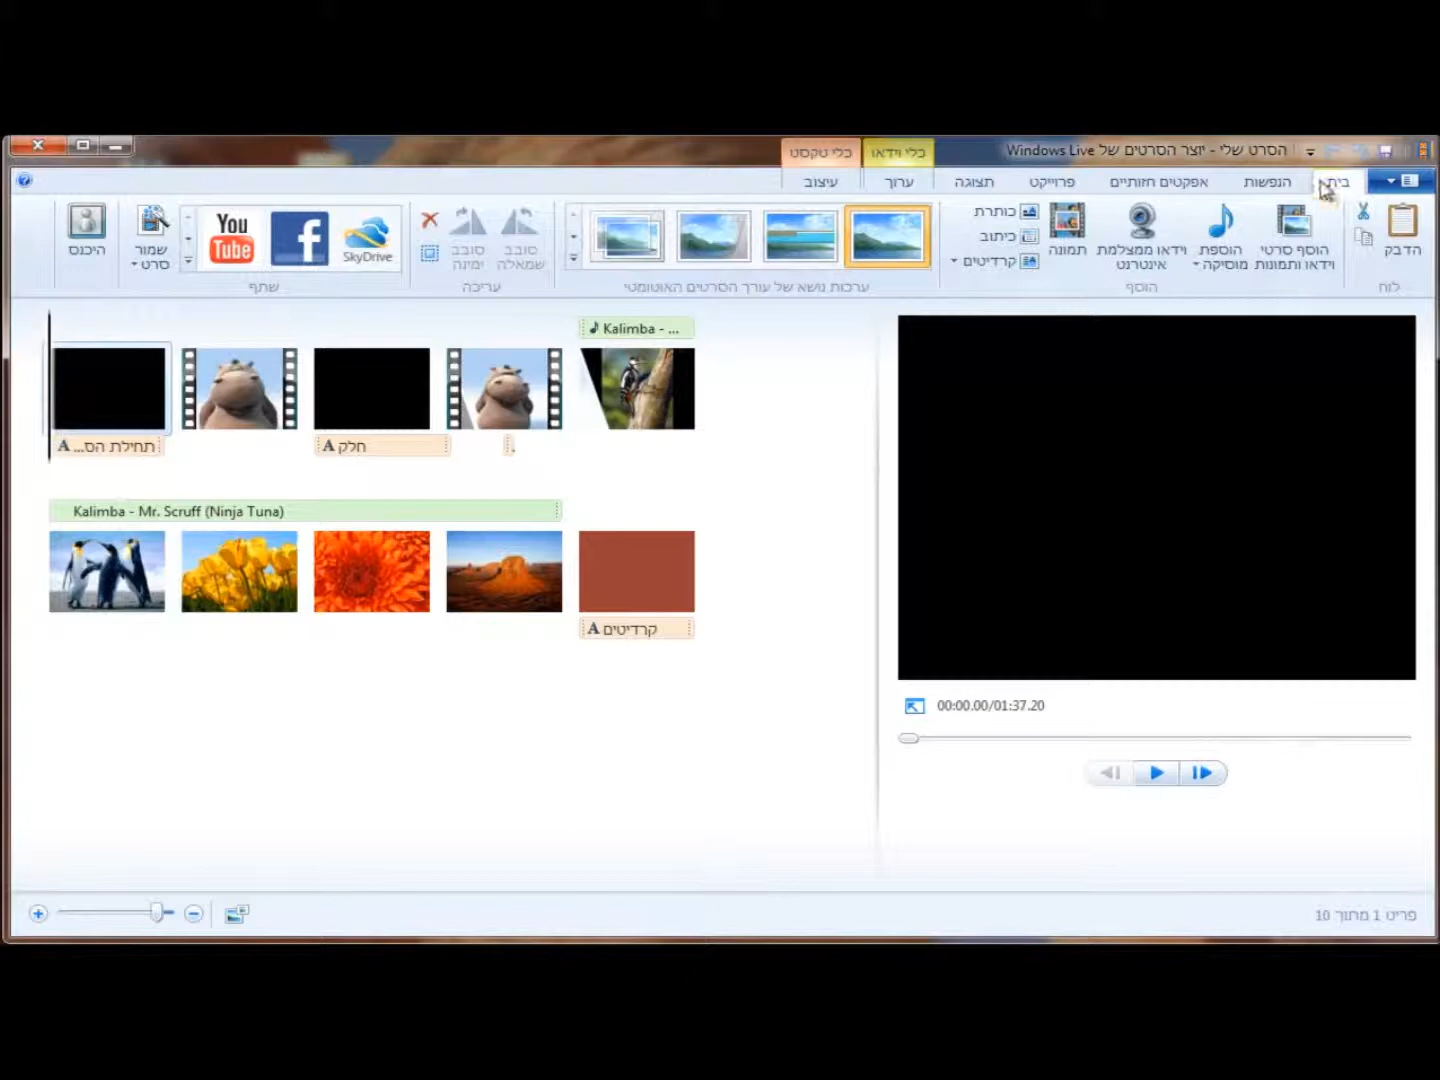 הסרט שלי - יוצר הסרטים של Windows Live
כלי וידאו
כלי טקסט
בית
הנפשות
אפקטים חזותיים
פרוייקט
תצוגה
ערוך
עיצוב
הדבק
הוסף סרטי
וידאו ותמונות
הוספת
מוסיקה
וידאו ממצלמת
אינטרנט
תמונה
כותרת
כיתוב
קרדיטים
סובב
שמאלה
סובב
ימינה
SkyDrive
f
You
Tube
שמור
סרט
היכנס
לוח
הוסף
ערכות נושא של עורך הסרטים האוטומטי
עריכה
שתף
Kalimba - ...
תחילת הס...
A
חלק
A
.
Kalimba - Mr. Scruff (Ninja Tuna)
קרדיטים
A
00:00.00/01:37.20
פריט 1 מתוך 10